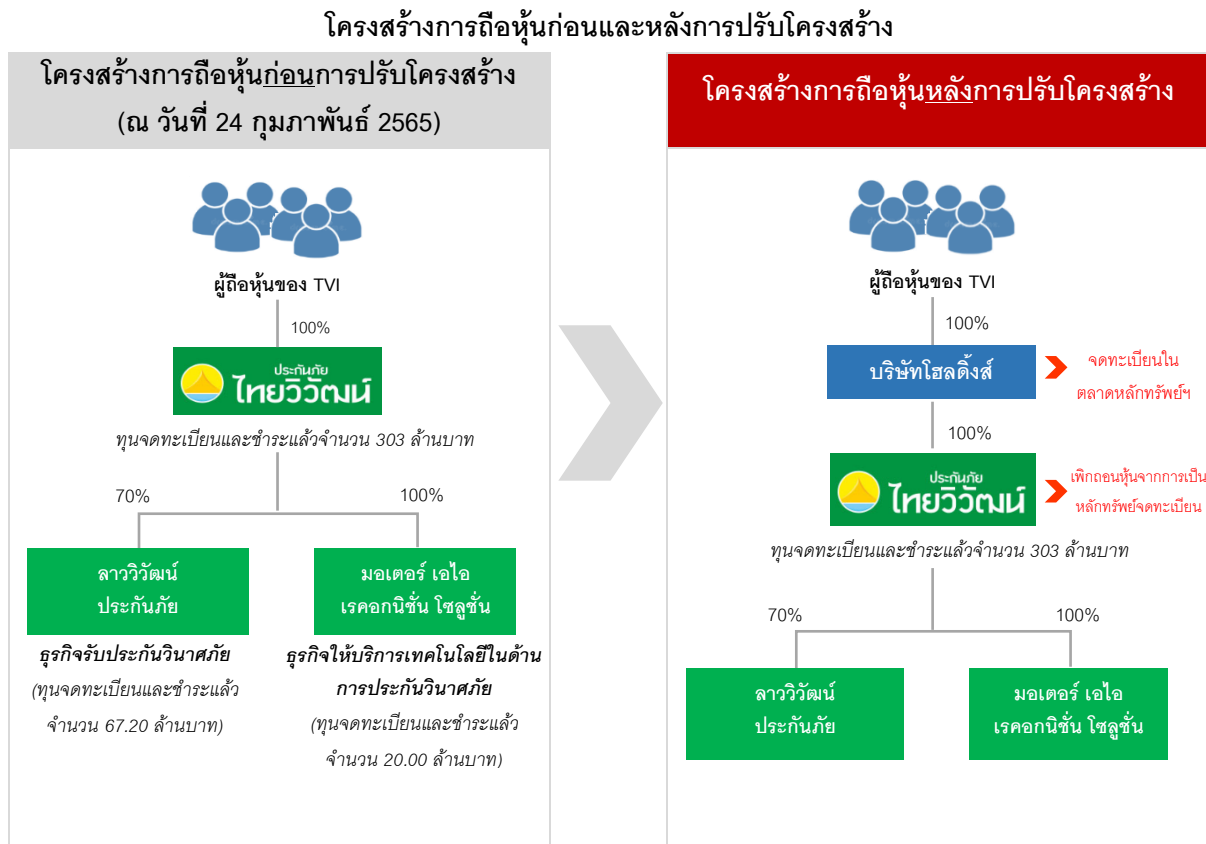 โครงสร้างการถือหุ้นก่อนและหลังการปรับโครงสร้าง
โครงสร้างการถือหุ้นก่อนการปรับโครงสร้าง
(ณ วันที่ 24 กุมภาพันธ์ 2565)
ผู้ถือหุ้นของ TVI
100%
ประกันภัย
ไทยวิวัฒน์
ทุนจดทะเบียนและชำระแล้วจำนวน 303 ล้านบาท
70%
100%
ลาววิวัฒน์
ประกันภัย
มอเตอร์ เอไอ
เรคอกนิชั่น โซลูชั่น
ธุรกิจรับประกันวินาศภัย
(ทุนจดทะเบียนและชำระแล้ว
จำนวน 67.20 ล้านบาท)
ธุรกิจให้บริการเทคโนโลยีในด้าน
การประกันวินาศภัย
(ทุนจดทะเบียนและชำระแล้ว
จำนวน 20.00 ล้านบาท)
โครงสร้างการถือหุ้นหลังการปรับโครงสร้าง
ผู้ถือหุ้นของ TVI
100%
บริษัทโฮลดิ้งส์
จดทะเบียนใน
ตลาดหลักทรัพย์ฯ
100%
ประกันภัย
ไทยวิวัฒน์
เพิกถอนหุ้นจากการเป็น
หลักทรัพย์จดทะเบียน
ทุนจดทะเบียนและชำระแล้วจำนวน 303 ล้านบาท
70%
100%
ลาววิวัฒน์
ประกันภัย
มอเตอร์ เอไอ
เรคอกนิชั่น โซลูชั่น